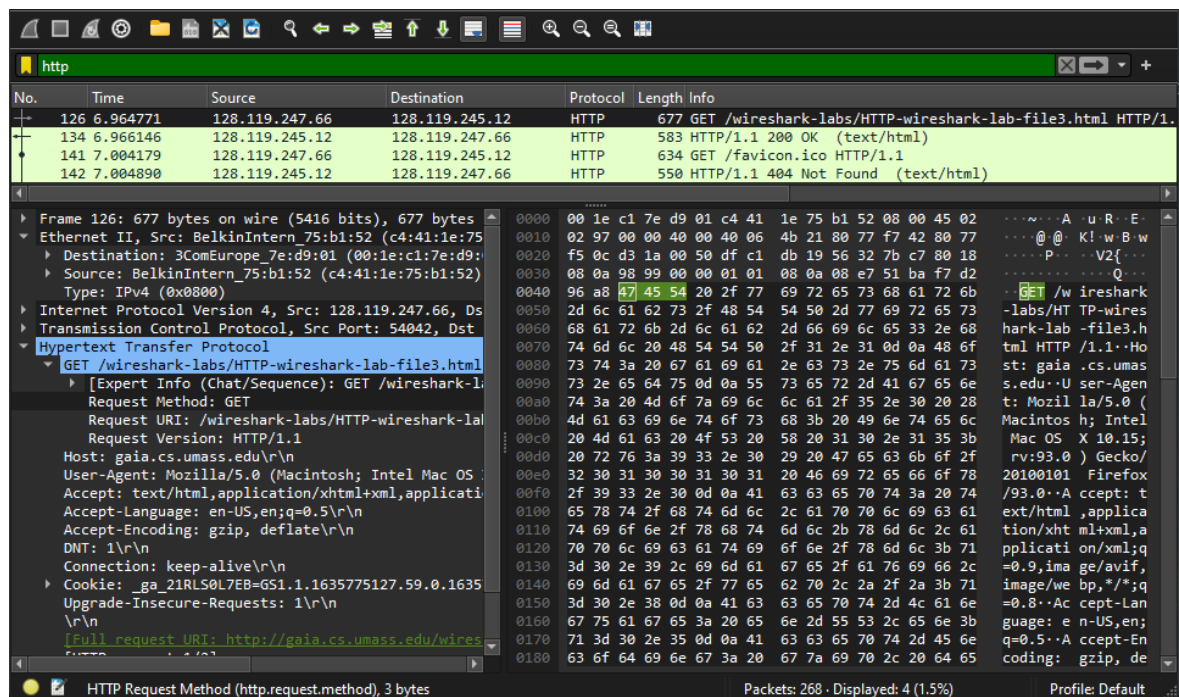 http
No. Time Source Destination Protocol Length Info
126 6.964771 128.119.247.66 128.119.245.12 HTTP 677 GET /wireshark-labs/HTTP-wireshark-lab-file3.html HTTP/1.
134 6.966146 128.119.245.12 128.119.247.66 HTTP 583 HTTP/1.1 200 OK (text/html)
141 7.004179 128.119.247.66 128.119.245.12 HTTP 634 GET /favicon.ico HTTP/1.1
142 7.004890 128.119.245.12 128.119.247.66 HTTP 550 HTTP/1.1 404 Not Found (text/html)
Frame 126: 677 bytes on wire (5416 bits), 677 bytes
Ethernet II, Src: BelkinIntern_75:b1:52 (c4:41:1e:75
Destination: 3ComEurope_7e:d9:01 (00:1e:c1:7e:d9:
Source: BelkinIntern_75:b1:52 (c4:41:1e:75:b1:52)
Type: IPv4 (0x0800)
Internet Protocol Version 4, Src: 128.119.247.66, Ds
Transmission Control Protocol, Src Port: 54042, Dst
Hypertext Transfer Protocol
GET /wireshark-labs/HTTP-wireshark-lab-file3.html
[Expert Info (Chat/Sequence): GET /wireshark-l
Request Method: GET
Request URI: /wireshark-labs/HTTP-wireshark-la
Request Version: HTTP/1.1
Host: gaia.cs.umass.edu\r\n
User-Agent: Mozilla/5.0 (Macintosh; Intel Mac OS
Accept: text/html,application/xhtml+xml,applicati
Accept-Language: en-US,en;q=0.5\r\n
Accept-Encoding: gzip, deflate\r\n
DNT: 1\r\n
Connection: keep-alive\r\n
Cookie: _ga_21RLS0L7EB=GS1.1.1635775127.59.0.1635
Upgrade-Insecure-Requests: 1\r\n
\r\n
[Full request URI: http://gaia.cs.umass.edu/wires
0000 00 1e c1 7e d9 01 c4 41 1e 75 b1 52 08 00 45 02 ···~···A ·u·R··E·
0010 02 97 00 00 40 00 40 06 4b 21 80 77 f7 42 80 77 ····@·@· K!·w·B·w
0020 f5 0c d3 1a 00 50 df c1 db 19 56 32 7b c7 80 18 ·····P·· ··V2{···
0030 08 0a 98 99 00 00 01 01 08 0a 08 e7 51 ba f7 d2 ········ ····Q···
0040 96 a8 47 45 54 20 2f 77 69 72 65 73 68 61 72 6b ··GET /w ireshark
0050 2d 6c 61 62 73 2f 48 54 54 50 2d 77 69 72 65 73 -labs/HT TP-wires
0060 68 61 72 6b 2d 6c 61 62 2d 66 69 6c 65 33 2e 68 hark-lab -file3.h
0070 74 6d 6c 20 48 54 54 50 2f 31 2e 31 0d 0a 48 6f tml HTTP /1.1··Ho
0080 73 74 3a 20 67 61 69 61 2e 63 73 2e 75 6d 61 73 st: gaia .cs.umas
0090 73 2e 65 64 75 0d 0a 55 73 65 72 2d 41 67 65 6e s.edu··U ser-Agen
00a0 74 3a 20 4d 6f 7a 69 6c 6c 61 2f 35 2e 30 20 28 t: Mozil la/5.0 (
00b0 4d 61 63 69 6e 74 6f 73 68 3b 20 49 6e 74 65 6c Macintos h; Intel
00c0 20 4d 61 63 20 4f 53 20 58 20 31 30 2e 31 35 3b Mac OS X 10.15;
00d0 20 72 76 3a 39 33 2e 30 29 20 47 65 63 6b 6f 2f rv:93.0 ) Gecko/
00e0 32 30 31 30 30 31 30 31 20 46 69 72 65 66 6f 78 20100101 Firefox
00f0 2f 39 33 2e 30 0d 0a 41 63 63 65 70 74 3a 20 74 /93.0··A ccept: t
0100 65 78 74 2f 68 74 6d 6c 2c 61 70 70 6c 69 63 61 ext/html ,applica
0110 74 69 6f 6e 2f 78 68 74 6d 6c 2b 78 6d 6c 2c 61 tion/xht ml+xml,a
0120 70 70 6c 69 63 61 74 69 6f 6e 2f 78 6d 6c 3b 71 pplicati on/xml;q
0130 3d 30 2e 39 2c 69 6d 61 67 65 2f 61 76 69 66 2c =0.9,ima ge/avif,
0140 69 6d 61 67 65 2f 77 65 62 70 2c 2a 2f 2a 3b 71 image/we bp,*/*;q
0150 3d 30 2e 38 0d 0a 41 63 63 65 70 74 2d 4c 61 6e =0.8··Ac cept-Lan
0160 67 75 61 67 65 3a 20 65 6e 2d 55 53 2c 65 6e 3b guage: e n-US,en;
0170 71 3d 30 2e 35 0d 0a 41 63 63 65 70 74 2d 45 6e q=0.5··A ccept-En
0180 63 6f 64 69 6e 67 3a 20 67 7a 69 70 2c 20 64 65 coding: gzip, de
HTTP Request Method (http.request.method), 3 bytes
Packets: 268 · Displayed: 4 (1.5%)
Profile: Default